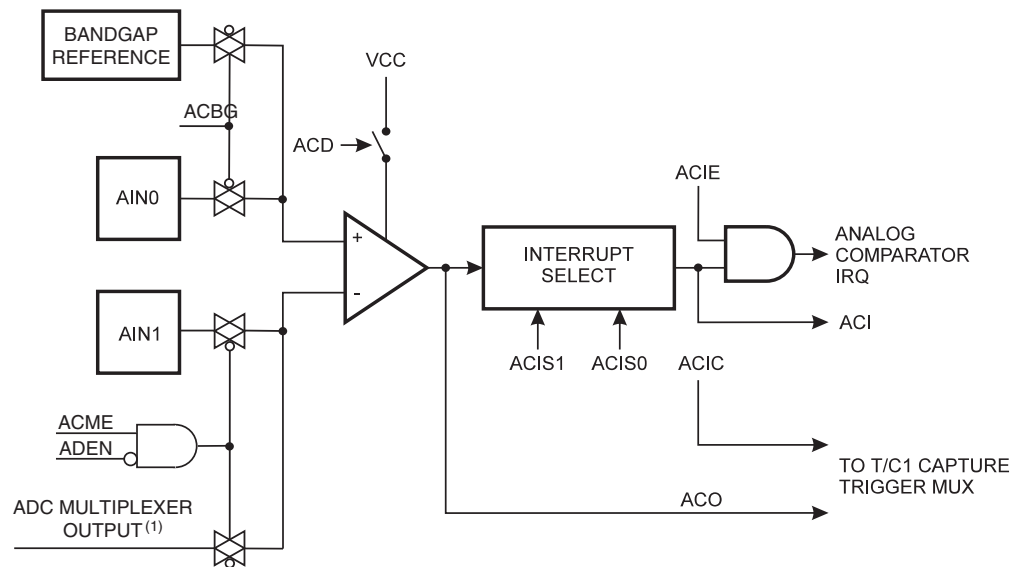 BANDGAP
REFERENCE
VCC
ACBG
ACD
AIN0
ACIE
+
INTERRUPT
SELECT
ANALOG
COMPARATOR
IRQ
-
AIN1
ACI
ACIS1
ACIS0
ACIC
ACME
ADEN
TO T/C1 CAPTURE
TRIGGER MUX
ADC MULTIPLEXER
OUTPUT (1)
ACO